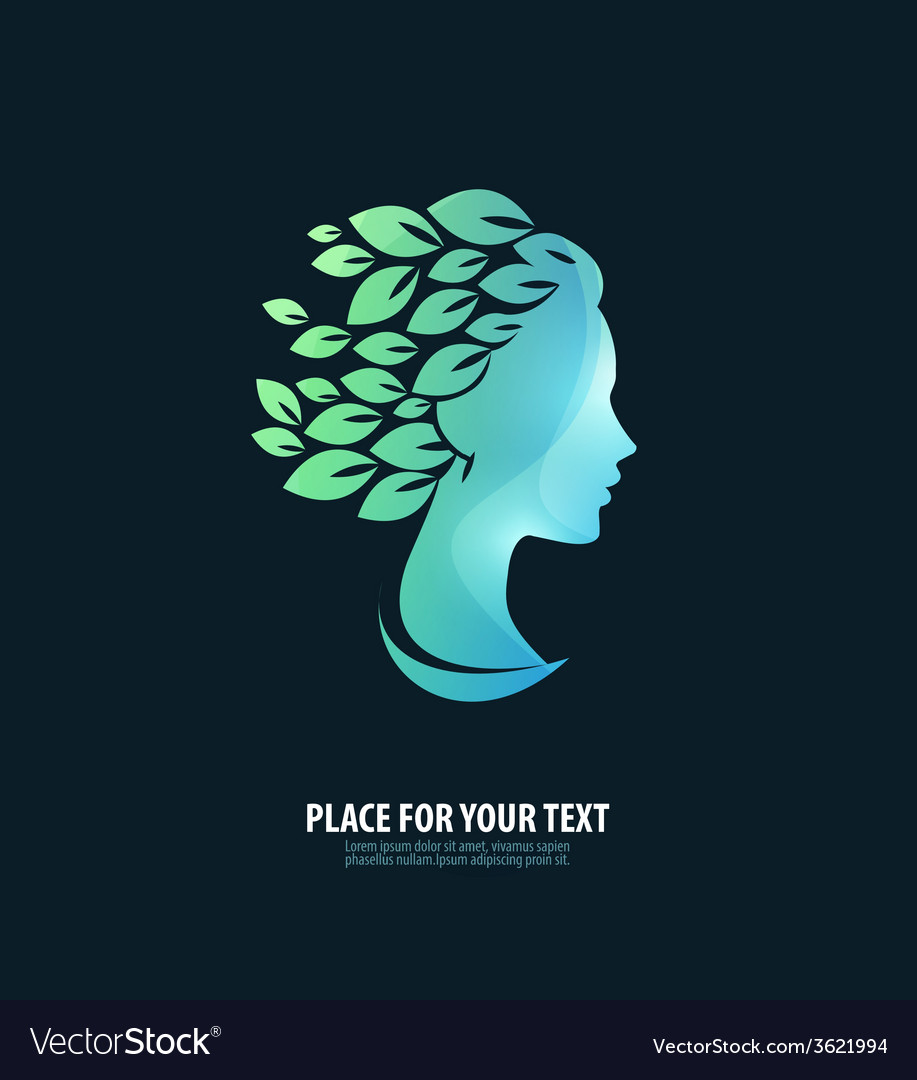 PLACE FOR YOUR TEXT
Lorem ipsum dolor sit amet, vivamus sapien
phasellus nullam.Ipsum adipiscing proin sit.
VectorStock®
VectorStock.com/3621994